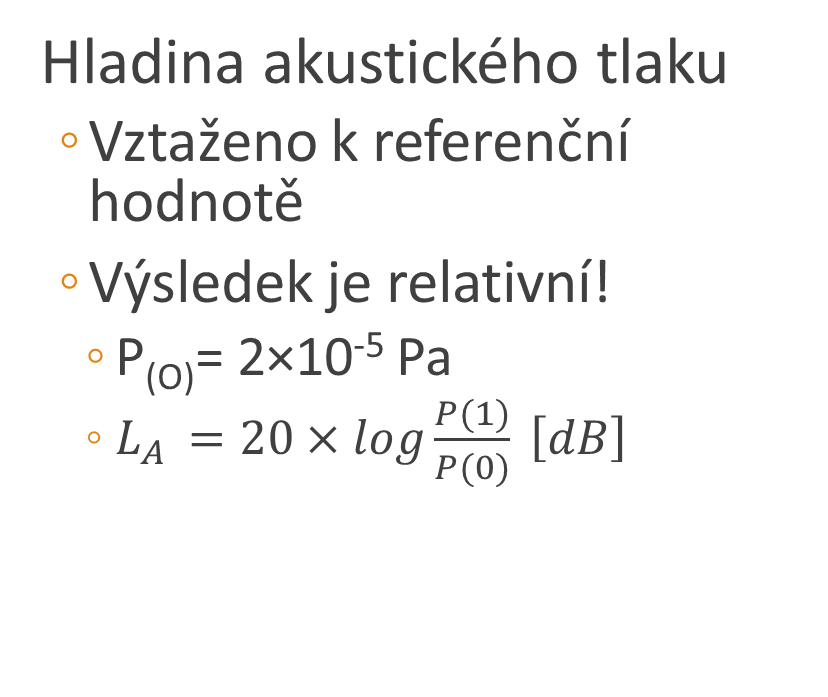 Hladina akustického tlaku
◦ Vztaženo k referenční
hodnotě
◦ Výsledek je relativní!
◦ P(O)= 2×10-5 Pa
◦ LA = 20 × log P(1)/P(0) [dB]